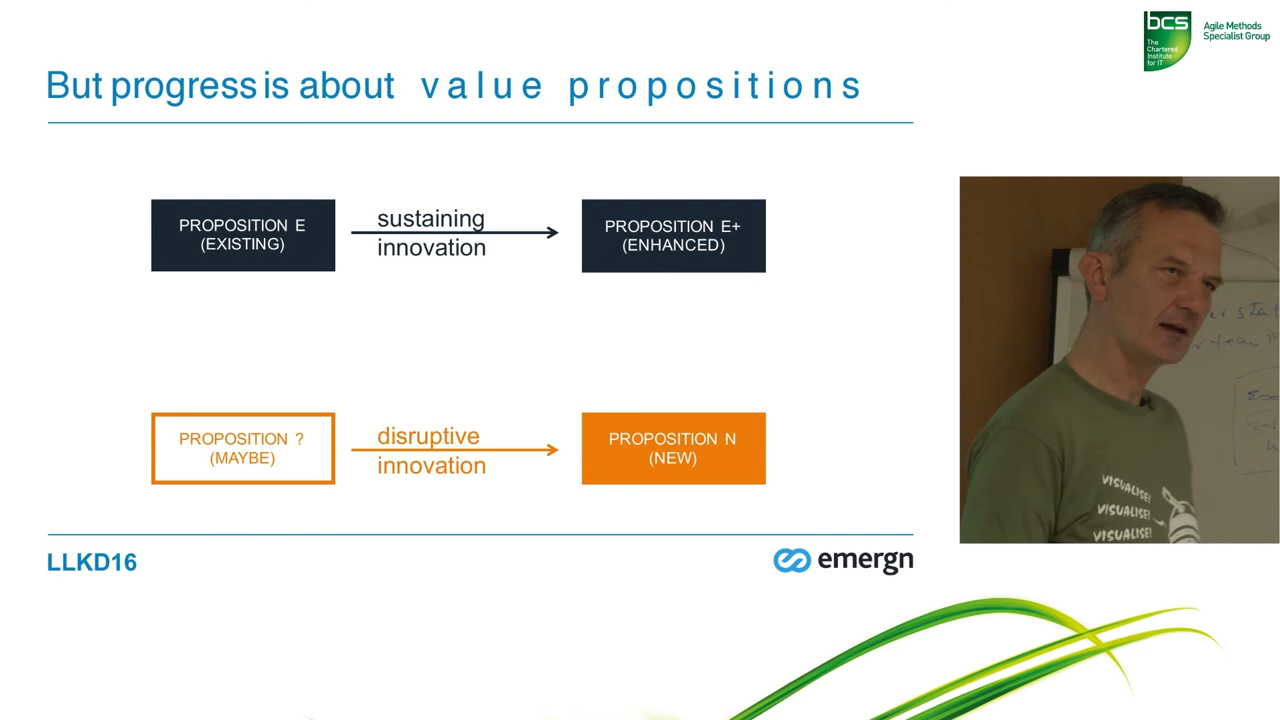 bcs
The
Chartered
Institute
for IT
Agile Methods
Specialist Group
But progress is about value propositions
PROPOSITION E
(EXISTING)
sustaining
innovation
PROPOSITION E+
(ENHANCED)
PROPOSITION ?
(MAYBE)
disruptive
innovation
PROPOSITION N
(NEW)
LLKD16
emergn
VISUALISE!
VISUALISE!
VISUALISE!